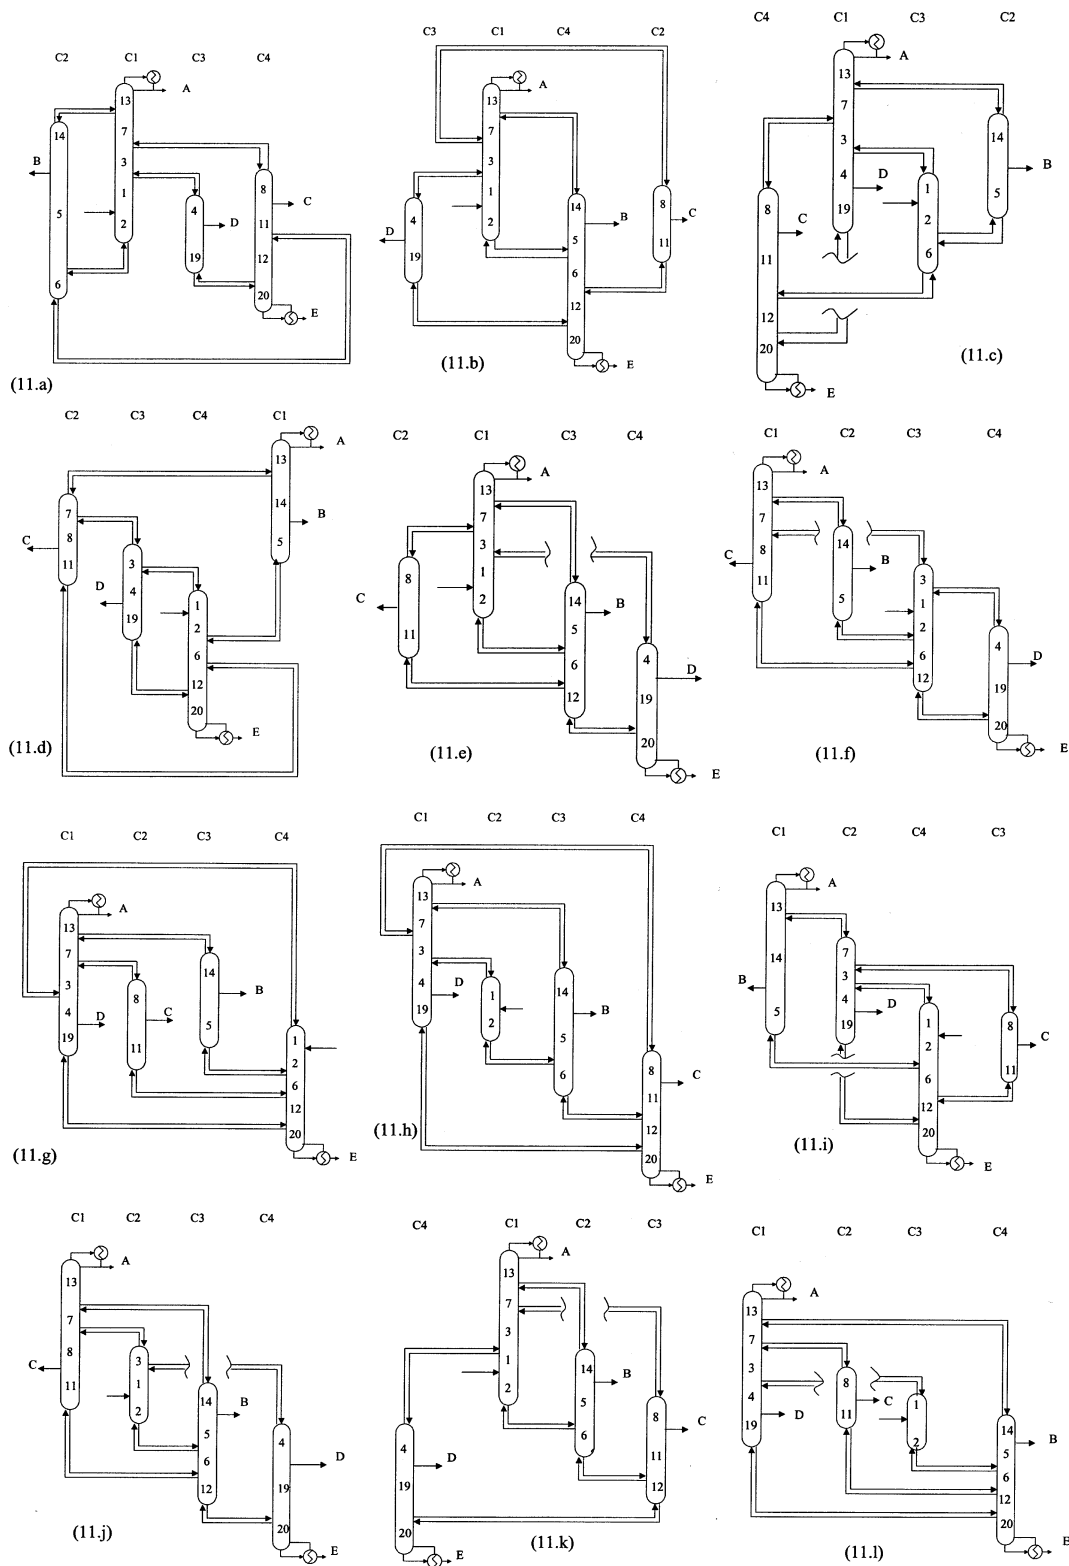 C2 C1 C3 C4
A
13
14
7
B
3
8
4
C
1
D
5
11
2
19
12
6
20
E
(11.a)
C3 C1 C4 C2
A
13
7
3
14
8
4
1
B
C
5
D
2
11
6
19
12
20
E
(11.b)
C4 C1 C3 C2
A
13
7
14
3
B
D
1
4
5
8
19
2
C
6
11
12
20
E
(11.c)
C2 C3 C4 C1
A
13
7
14
B
8
C
5
11
3
D
4
1
19
2
6
12
20
E
(11.d)
C2 C1 C3 C4
A
13
7
3
8
1
14
C
2
B
5
11
4
6
D
12
19
20
E
(11.e)
C1 C2 C3 C4
A
13
7
14
8
C
B
3
11
1
5
2
4
6
D
12
19
20
E
(11.f)
C1 C2 C3 C4
A
13
7
14
3
8
B
4
D
C
19
11
5
1
2
6
12
20
E
(11.g)
C1 C2 C3 C4
A
13
7
3
4
D
1
14
19
B
2
5
8
6
C
11
12
20
E
(11.h)
C1 C2 C4 C3
A
13
7
14
3
B
4
D
1
8
5
19
2
C
6
11
12
20
E
(11.i)
C1 C2 C3 C4
A
13
7
8
3
C
1
14
11
2
B
5
4
6
D
12
19
20
E
(11.j)
C4 C1 C2 C3
A
13
7
3
14
1
B
2
5
8
4
6
C
D
11
19
12
20
E
(11.k)
C1 C2 C3 C4
A
13
7
3
8
4
C
1
D
11
19
2
14
B
5
6
12
20
E
(11.l)